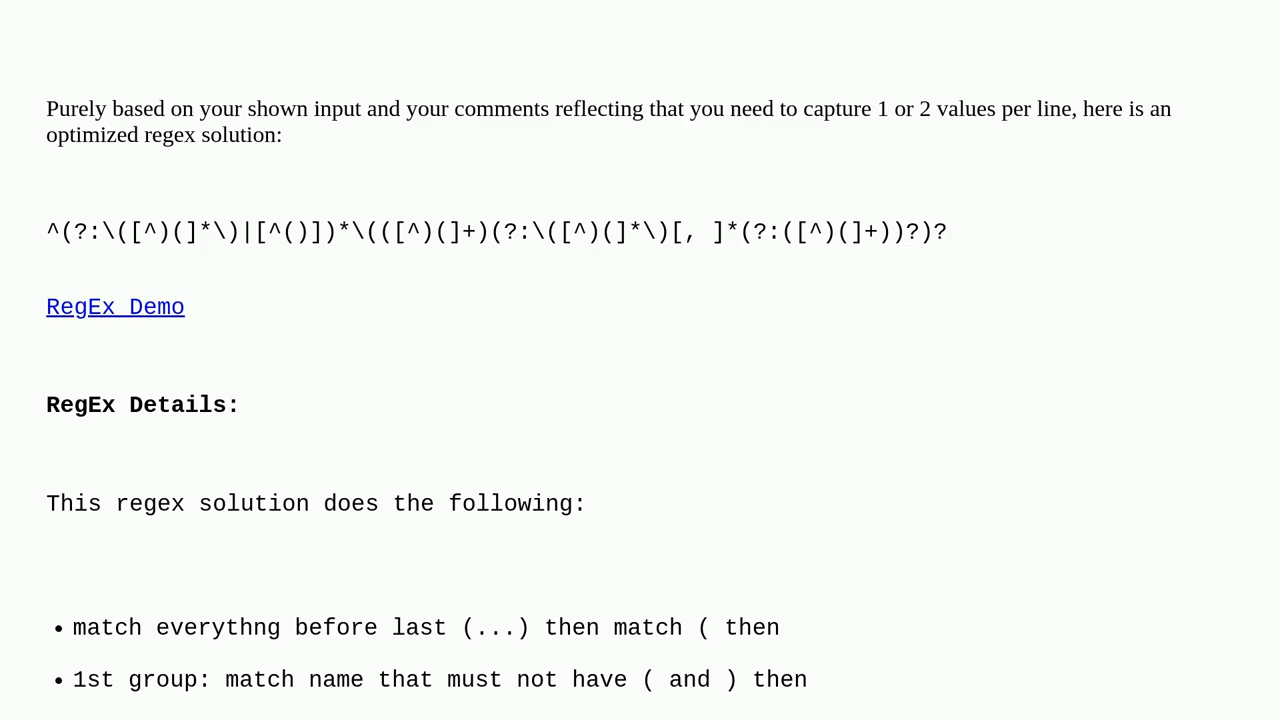 Purely based on your shown input and your comments reflecting that you need to capture 1 or 2 values per line, here is an
optimized regex solution:
^(?:\([^)(]*\)|[^()])*\(([^)(]+)(?:\([^)(]*\)[, ]*(?:([^)(]+))?)?
RegEx Demo
RegEx Details:
This regex solution does the following:
• match everythng before last (...) then match ( then
• 1st group: match name that must not have ( and ) then